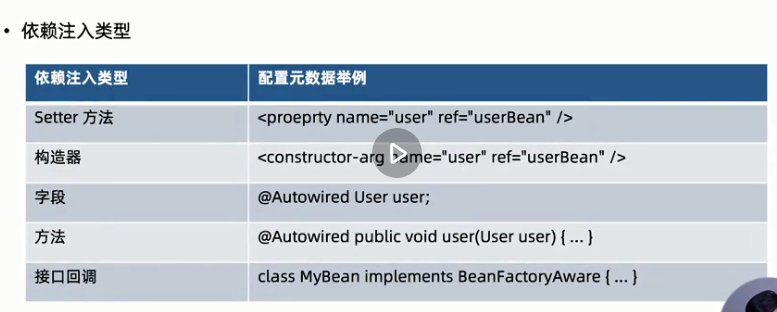 • 依赖注入类型
依赖注入类型 配置元数据举例
Setter 方法 <proeprty name="user" ref="userBean" />
构造器 <constructor-arg name="user" ref="userBean" />
字段 @Autowired User user;
方法 @Autowired public void user(User user) { ... }
接口回调 class MyBean implements BeanFactoryAware { ... }